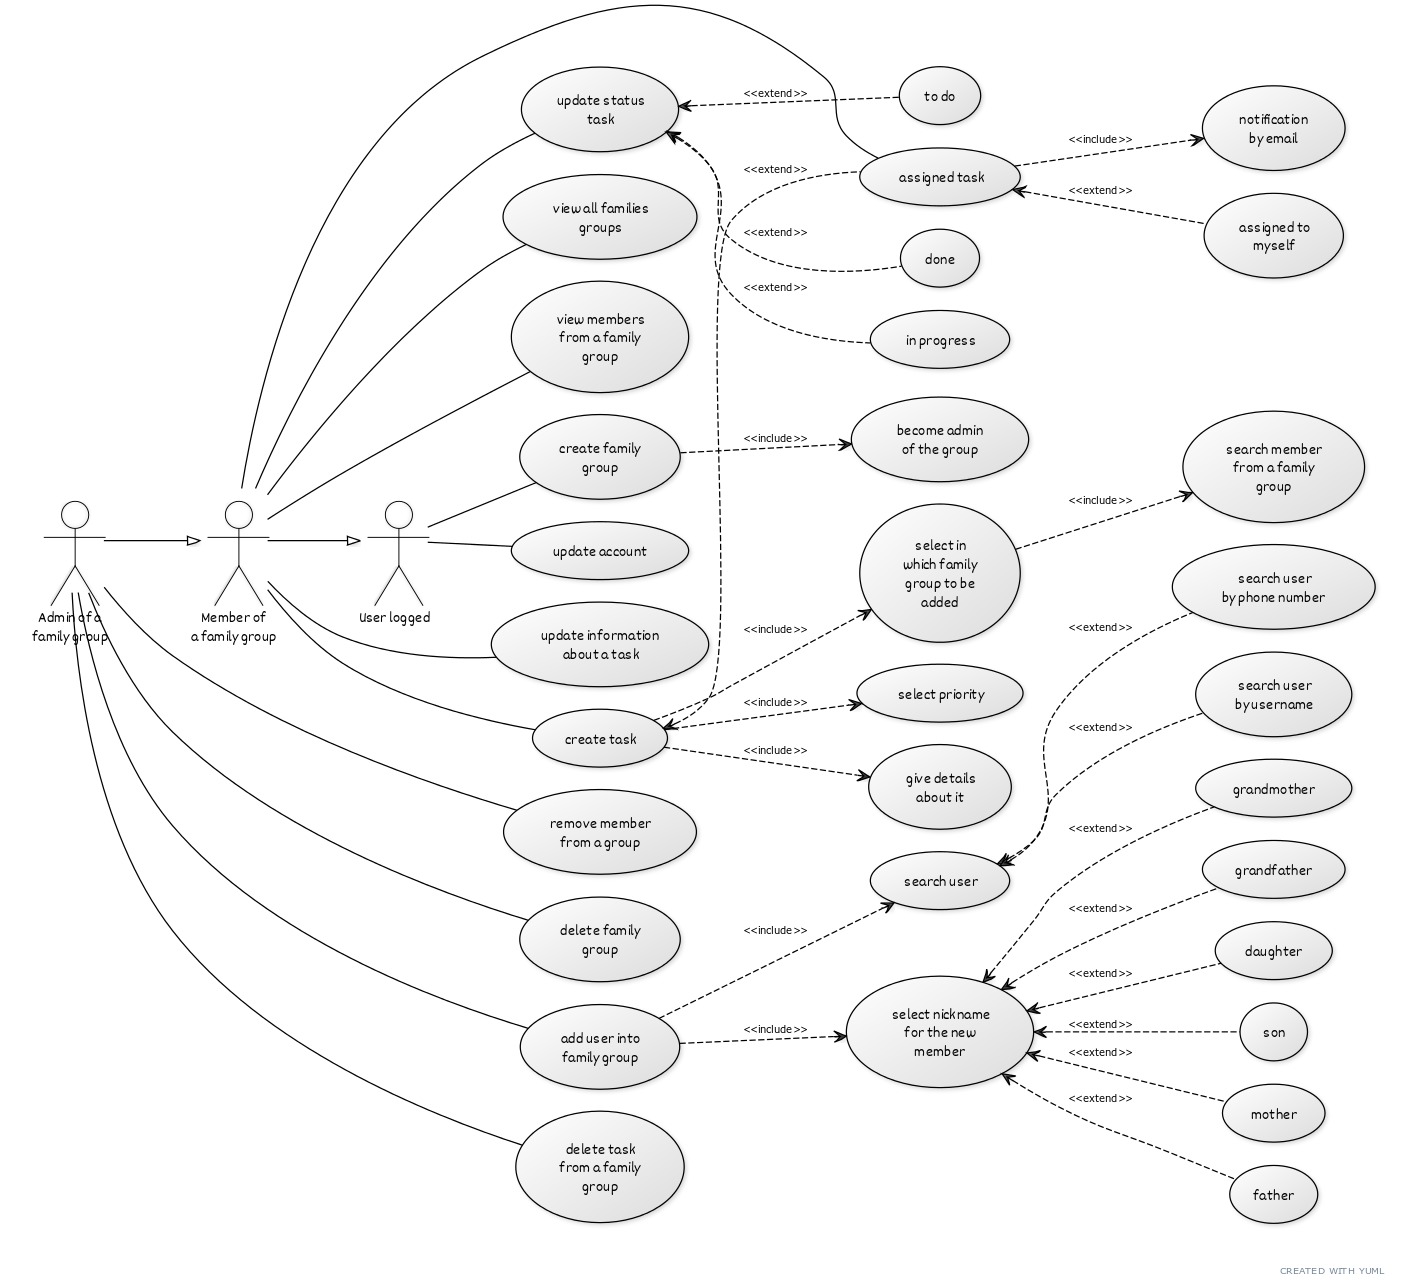 update status
task
<<extend>>
to do
notification
by email
<<include>>
<<extend>>
assigned task
<<extend>>
assigned to
myself
view all families
groups
<<extend>>
done
<<extend>>
in progress
view members
from a family
group
create family
group
<<include>>
become admin
of the group
search member
from a family
group
<<include>>
select in
which family
group to be
added
update account
search user
by phone number
Admin of a
family group
Member of
a family group
User logged
update information
about a task
<<include>>
<<extend>>
select priority
search user
by username
<<include>>
<<extend>>
create task
<<include>>
give details
about it
grandmother
remove member
from a group
<<extend>>
search user
grandfather
<<extend>>
delete family
group
<<include>>
daughter
<<extend>>
add user into
family group
<<include>>
select nickname
for the new
member
<<extend>>
son
<<extend>>
mother
<<extend>>
delete task
from a family
group
father
CREATED WITH YUML